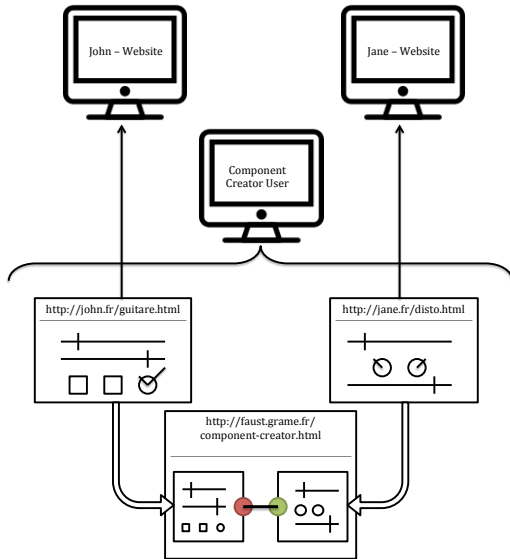 John – Website
Jane – Website
Component
Creator User
http://john.fr/guitare.html
http://jane.fr/disto.html
http://faust.grame.fr/
component-creator.html